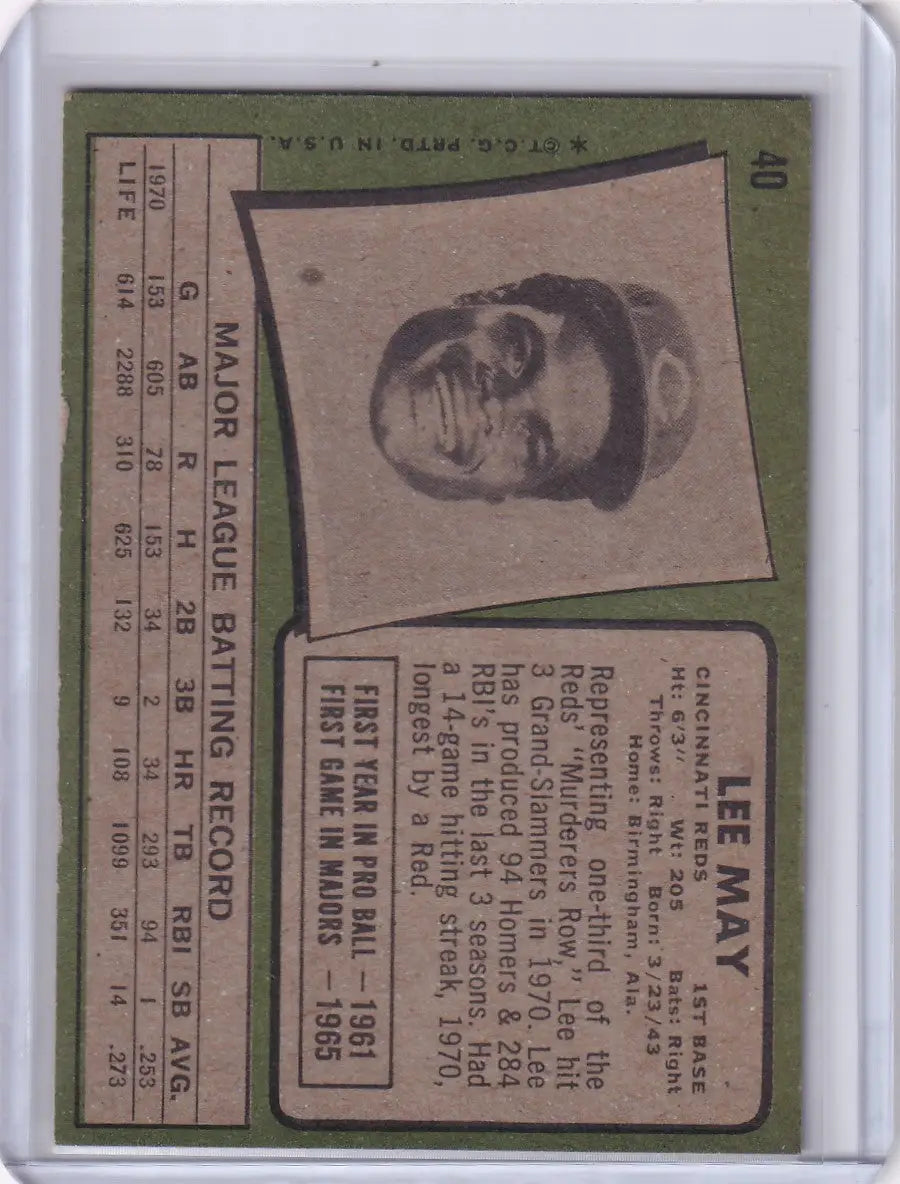 40
*©T.C.G. PRTD. IN U.S.A.
LEE MAY
CINCINNATI REDS 1ST BASE
Ht: 6'3" Wt: 205 Bats: Right
Throws: Right Born: 3/23/43
Home: Birmingham, Ala.
Representing one-third of the
Reds' "Murderers Row," Lee hit
3 Grand-Slammers in 1970. Lee
has produced 94 Homers & 284
RBI's in the last 3 seasons. Had
a 14-game hitting streak, 1970,
longest by a Red.
FIRST YEAR IN PRO BALL — 1961
FIRST GAME IN MAJORS — 1965
MAJOR LEAGUE BATTING RECORD
G AB R H 2B 3B HR TB RBI SB AVG.
1970 153 605 78 153 34 2 34 293 94 1 .253
LIFE 614 2288 310 625 132 9 108 1099 351 14 .273